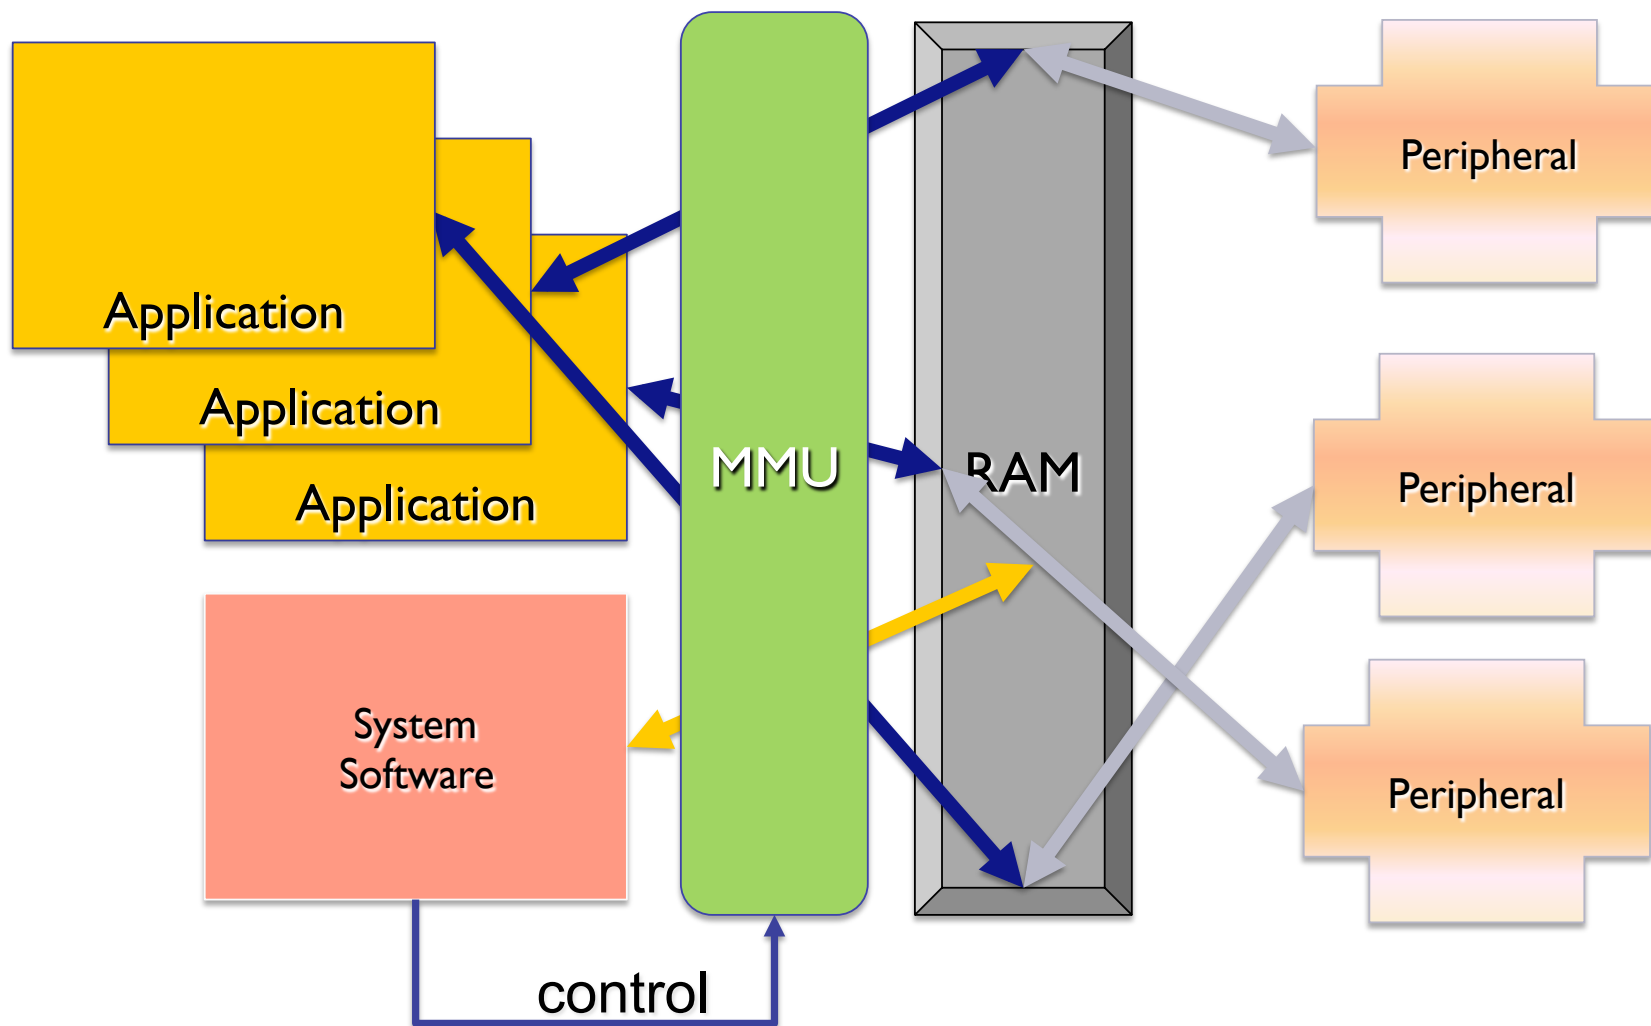 Application
Application
Application
System
Software
control
MMU
RAM
Peripheral
Peripheral
Peripheral